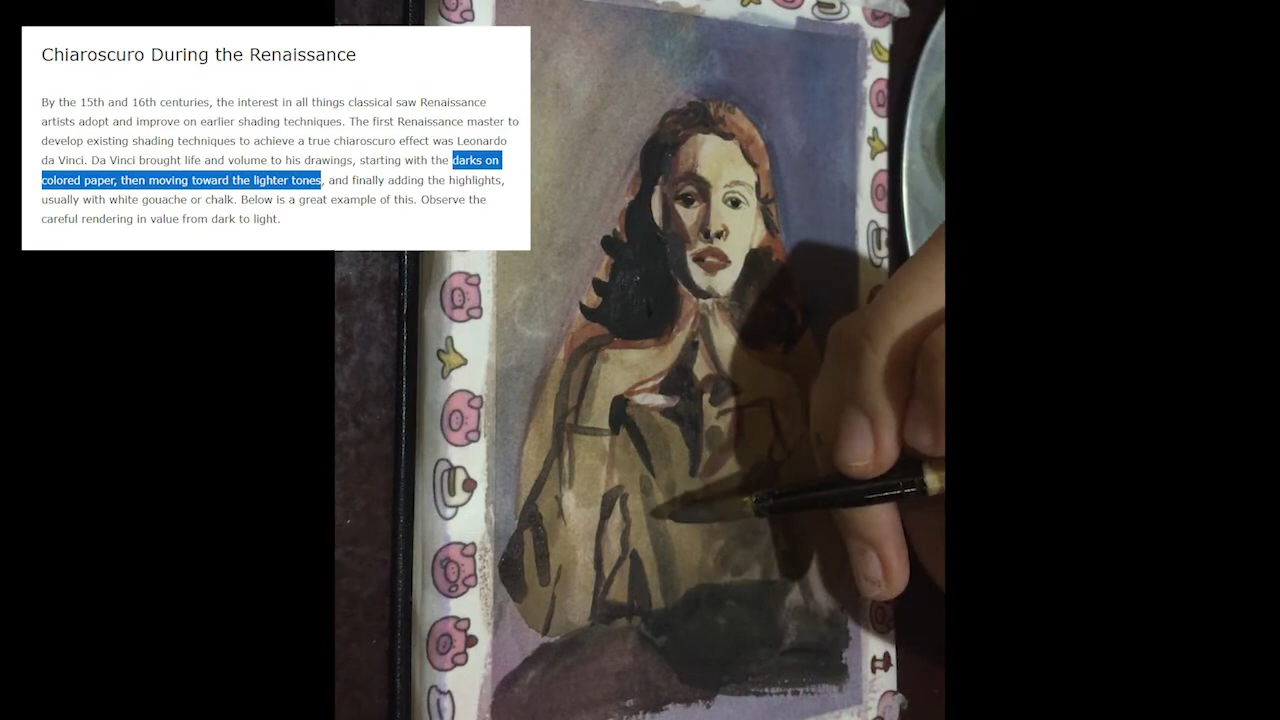 Chiaroscuro During the Renaissance
By the 15th and 16th centuries, the interest in all things classical saw Renaissance
artists adopt and improve on earlier shading techniques. The first Renaissance master to
develop existing shading techniques to achieve a true chiaroscuro effect was Leonardo
da Vinci. Da Vinci brought life and volume to his drawings, starting with the darks on
colored paper, then moving toward the lighter tones, and finally adding the highlights,
usually with white gouache or chalk. Below is a great example of this. Observe the
careful rendering in value from dark to light.